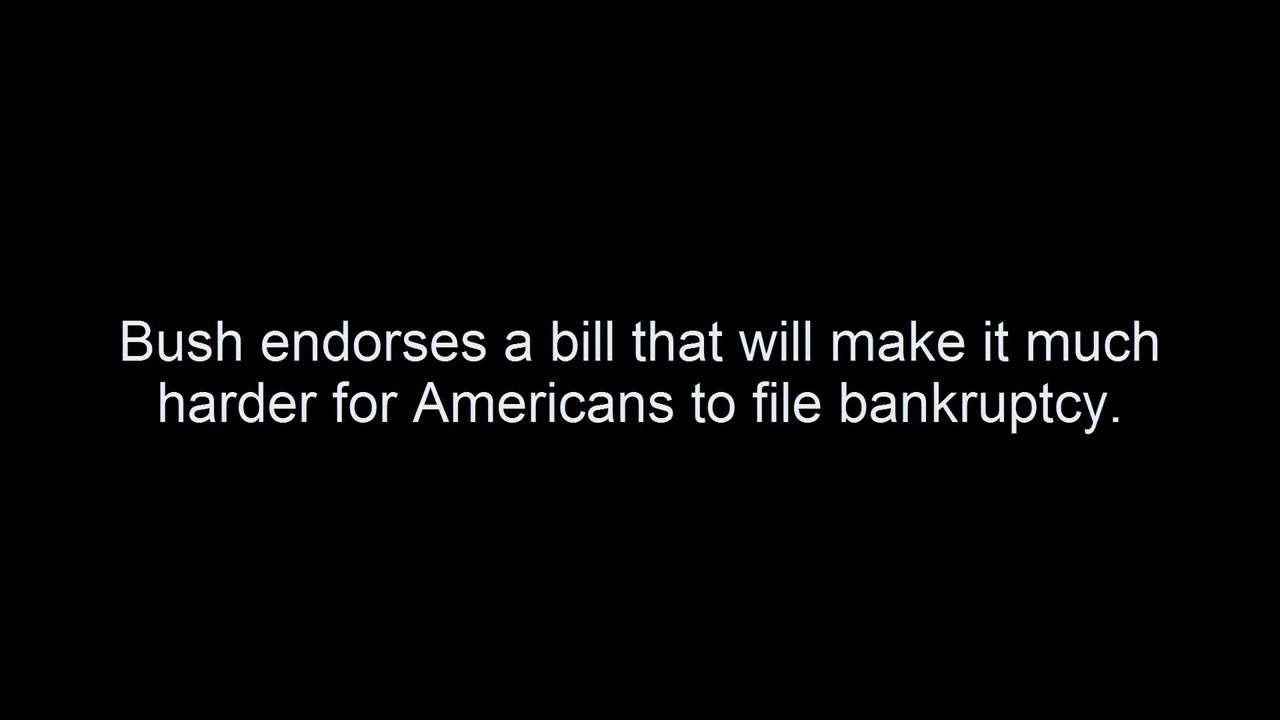 Bush endorses a bill that will make it much
harder for Americans to file bankruptcy.